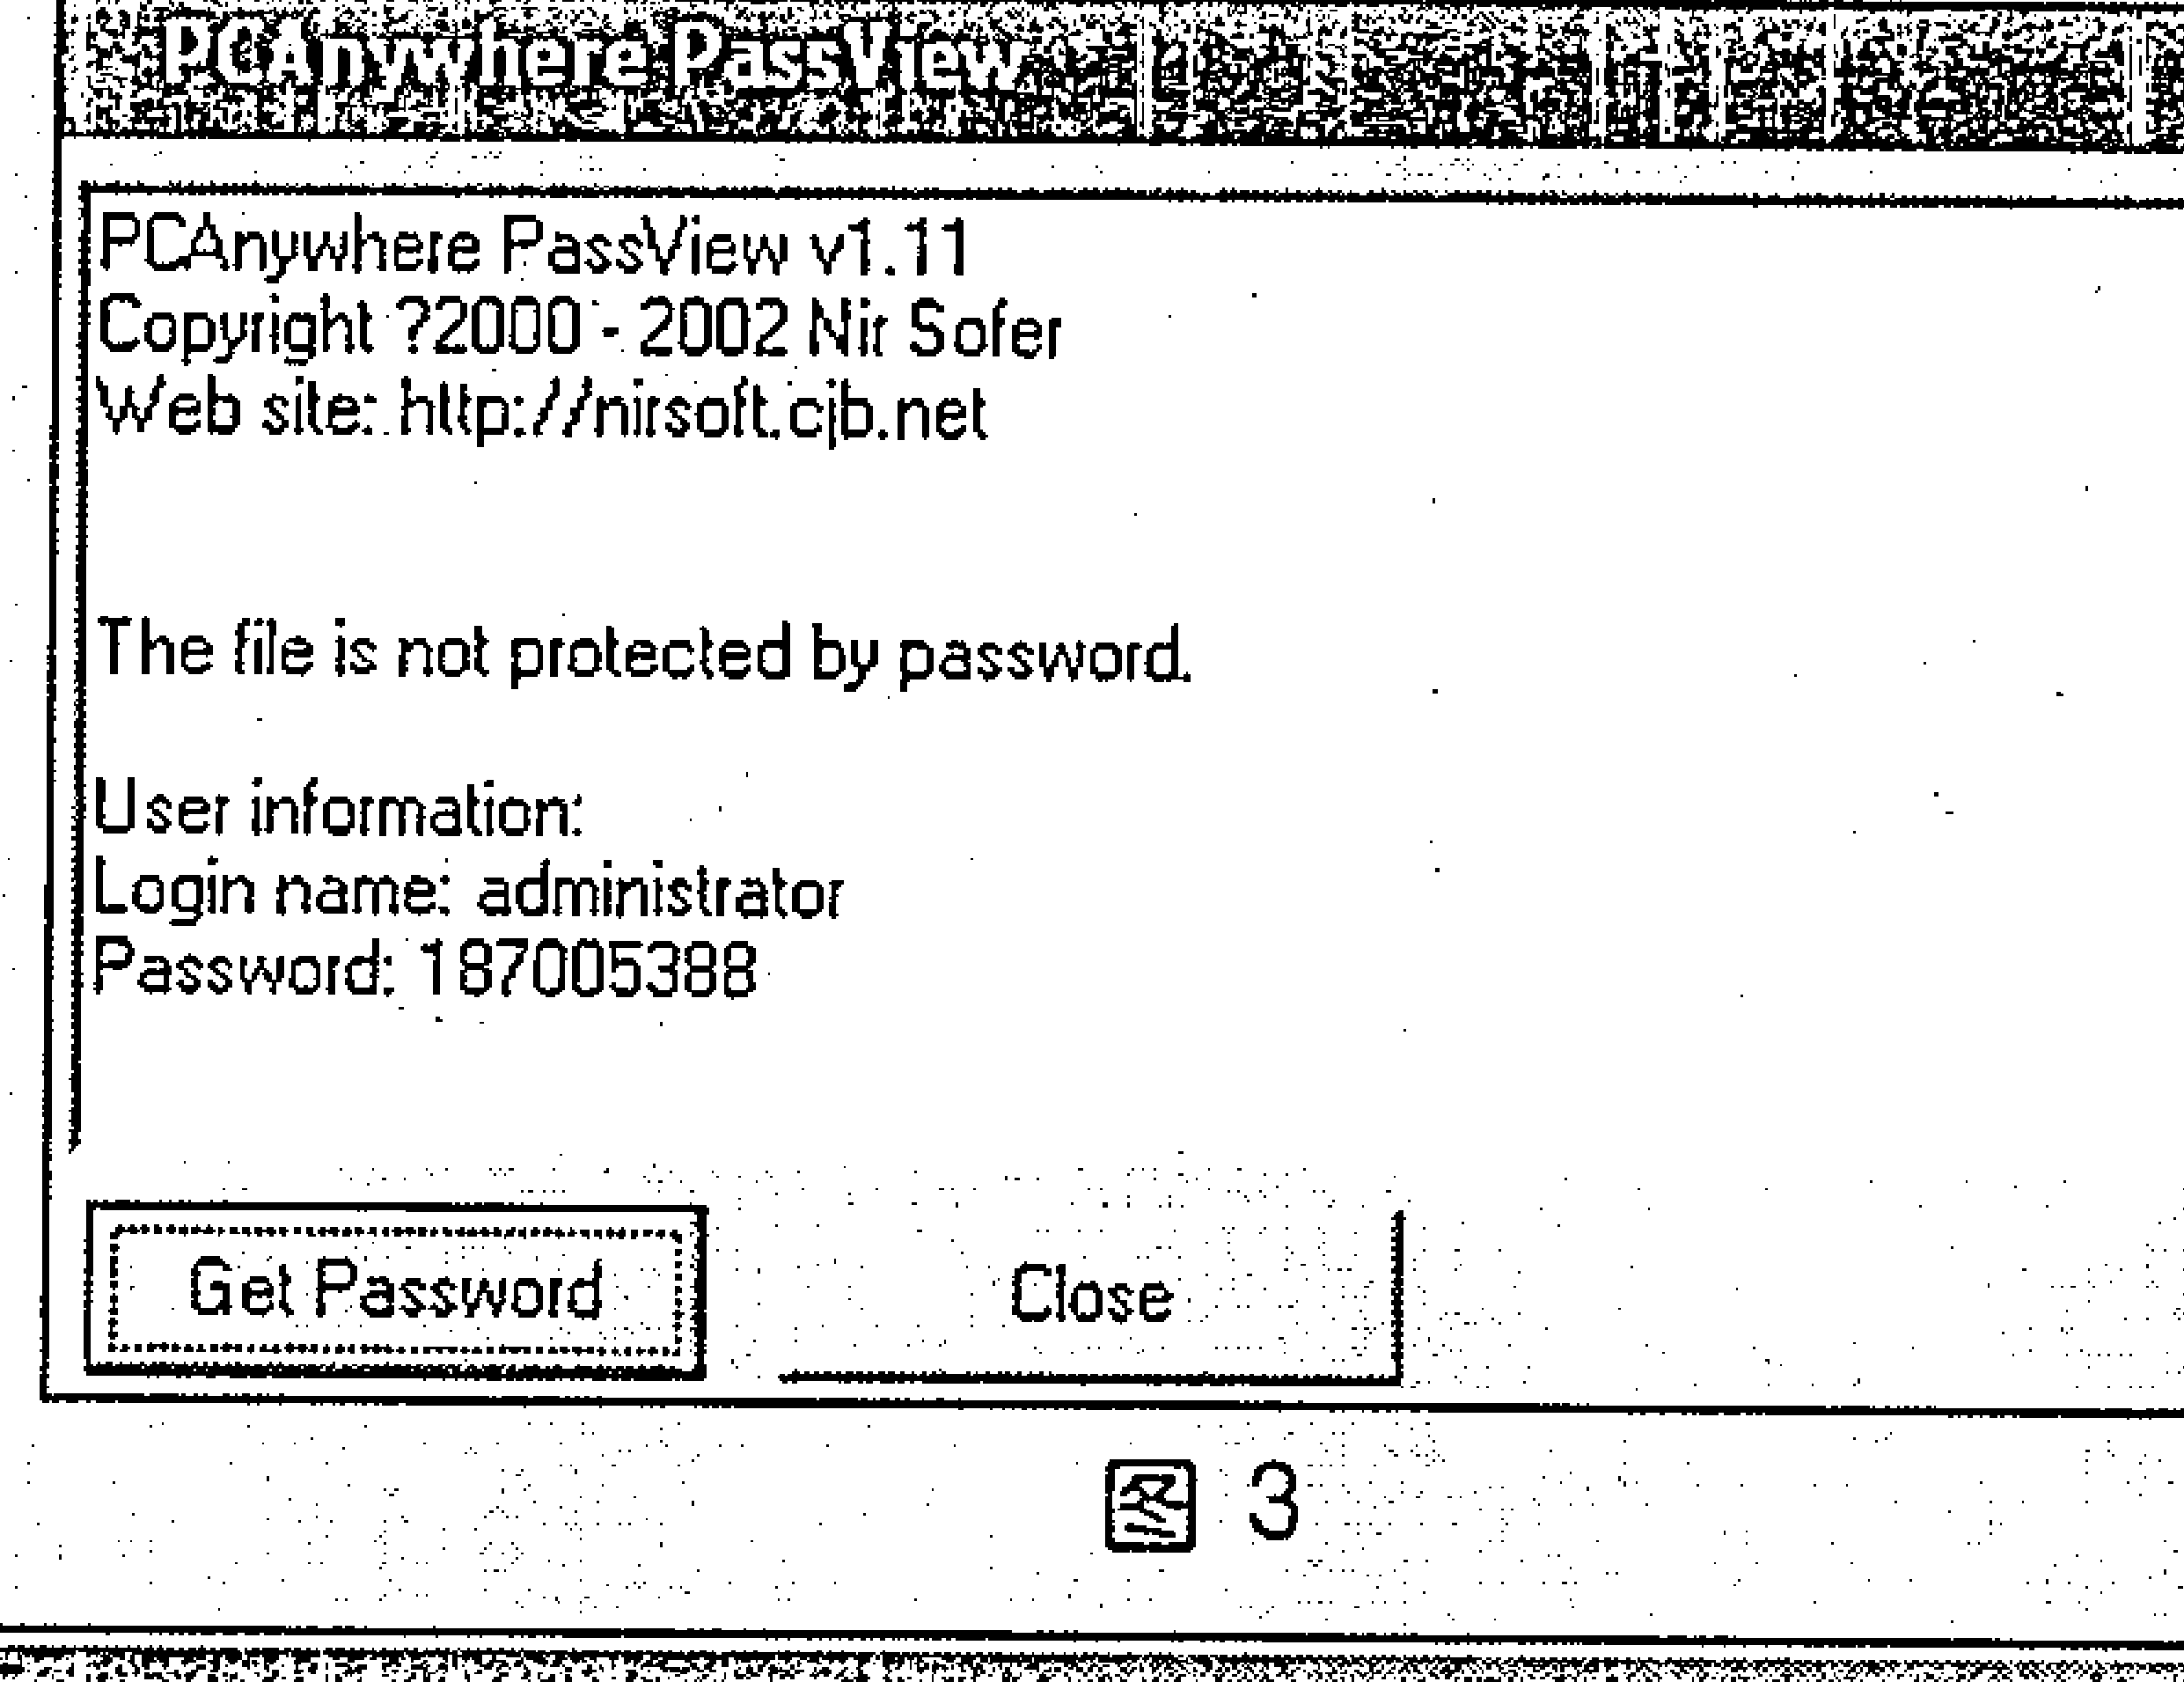 PCAnywhere PassView
PCAnywhere PassView v1.11
Copyright ?2000 - 2002 Nir Sofer
Web site: http://nirsoft.cjb.net
The file is not protected by password.
User information:
Login name: administrator
Password: 187005388
Get Password
Close
图 3